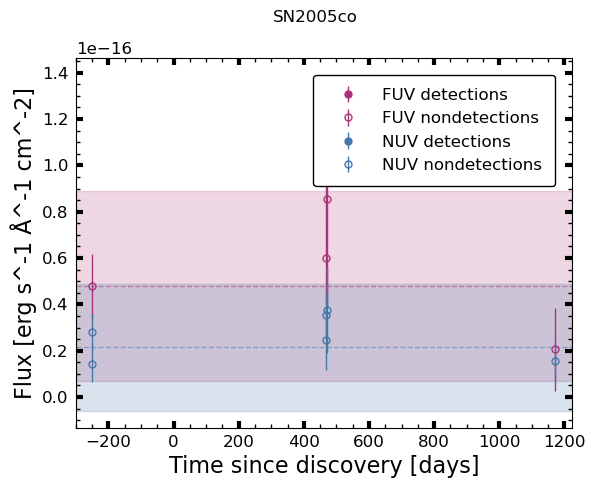 SN2005co
1e−16
1.4
1.2
1.0
0.8
0.6
0.4
0.2
0.0
Flux [erg s^-1 Å^-1 cm^-2]
FUV detections
FUV nondetections
NUV detections
NUV nondetections
−200 0 200 400 600 800 1000 1200
Time since discovery [days]